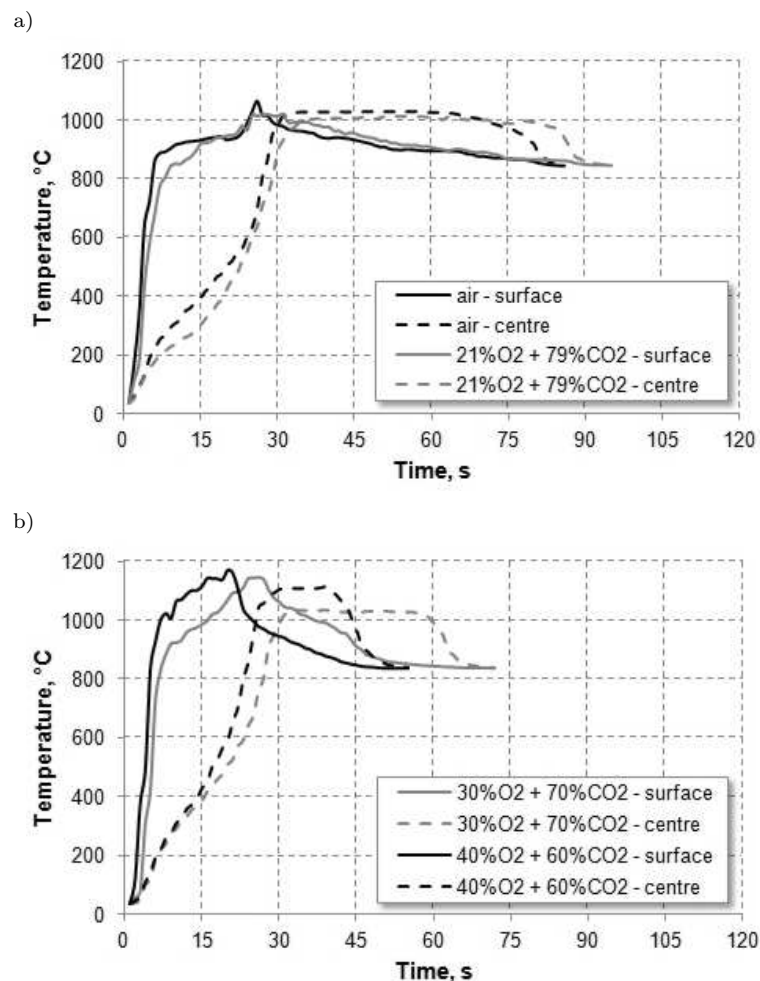 a)
1200
1000
800
600
400
200
0
Temperature, °C
0 15 30 45 60 75 90 105 120
Time, s
air - surface
air - centre
21%O2 + 79%CO2 - surface
21%O2 + 79%CO2 - centre
b)
1200
1000
800
600
400
200
0
Temperature, °C
0 15 30 45 60 75 90 105 120
Time, s
30%O2 + 70%CO2 - surface
30%O2 + 70%CO2 - centre
40%O2 + 60%CO2 - surface
40%O2 + 60%CO2 - centre